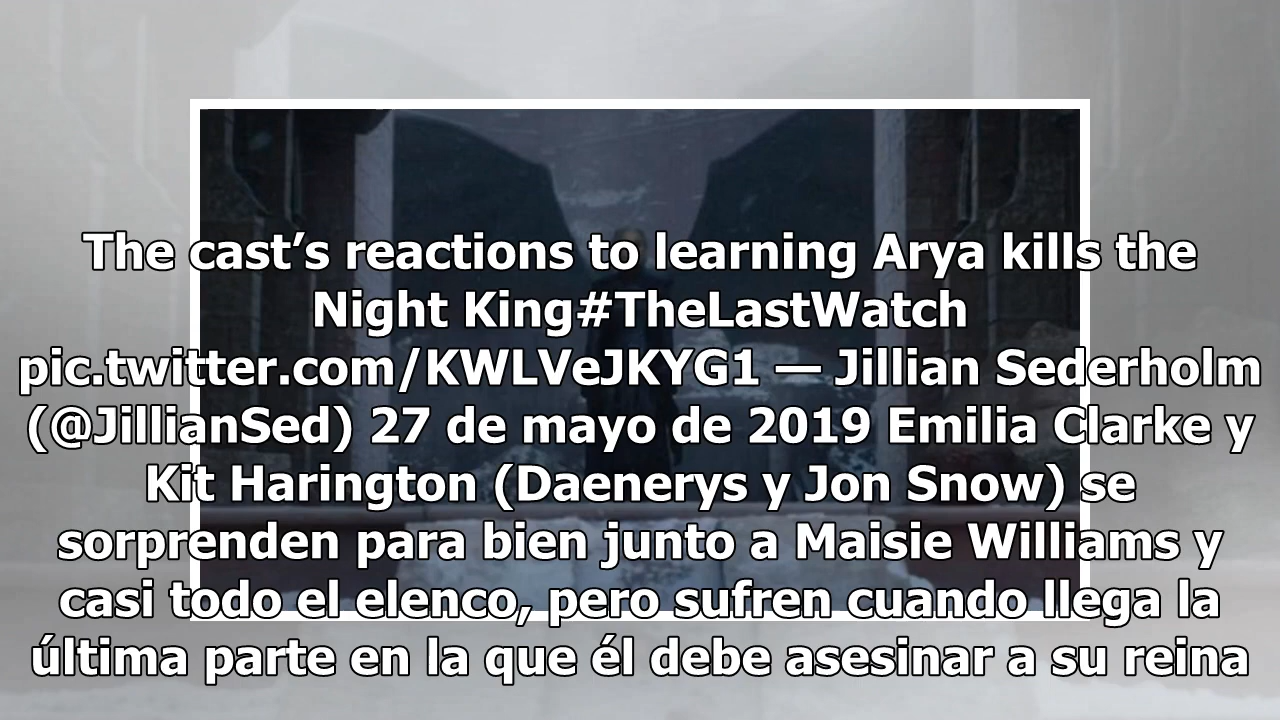 The cast’s reactions to learning Arya kills the
Night King#TheLastWatch
pic.twitter.com/KWLVeJKYG1 — Jillian Sederholm
(@JillianSed) 27 de mayo de 2019 Emilia Clarke y
Kit Harington (Daenerys y Jon Snow) se
sorprenden para bien junto a Maisie Williams y
casi todo el elenco, pero sufren cuando llega la
última parte en la que él debe asesinar a su reina